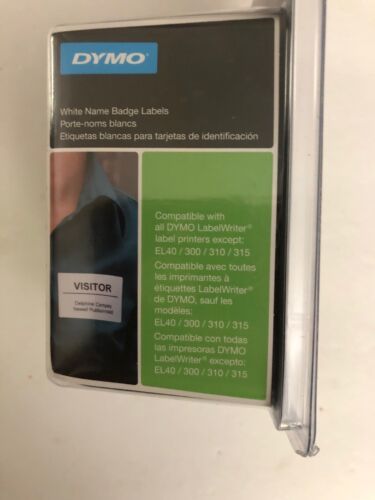 DYMO
White Name Badge Labels
Porte-noms blancs
Etiquetas blancas para tarjetas de identificación
Compatible with
all DYMO LabelWriter®
label printers except:
EL40 / 300 / 310 / 315
Compatible avec toutes
les imprimantes à
étiquettes LabelWriter®
de DYMO, sauf les
modèles:
EL40 / 300 / 310 / 315
Compatible con todas
las impresoras DYMO
LabelWriter® excepto:
EL40 / 300 / 310 / 315
VISITOR